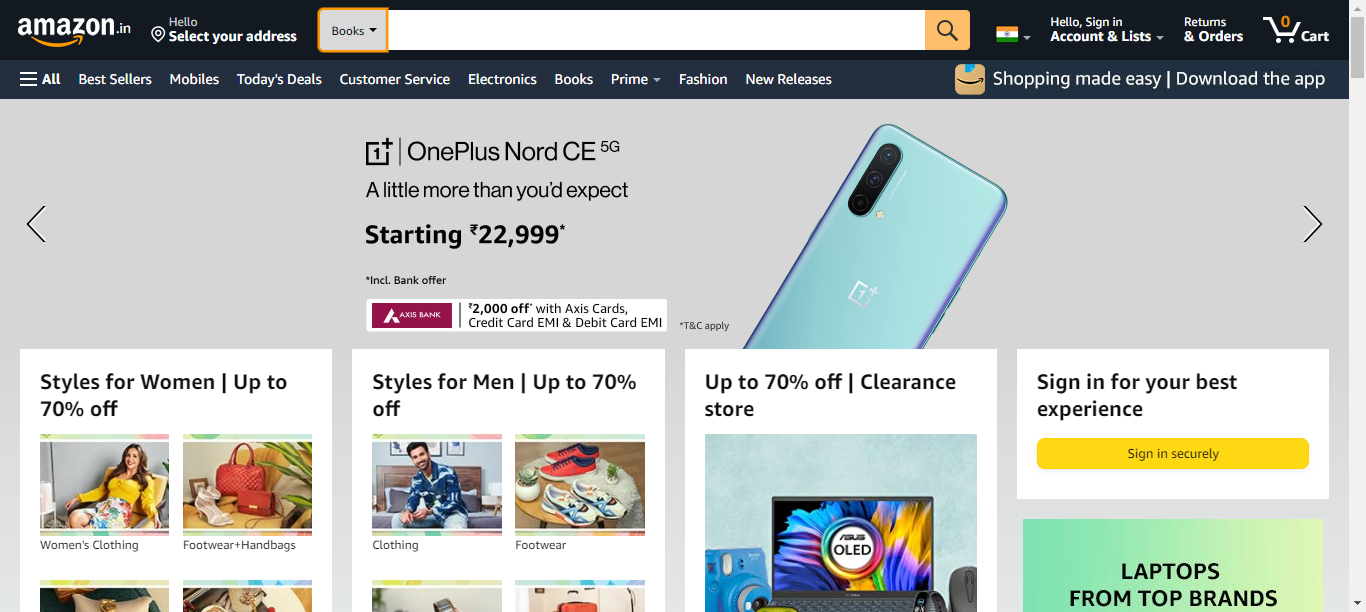 amazon.in
Hello
Select your address
Books
Hello, Sign in
Account & Lists
Returns
& Orders
0
Cart
All
Best Sellers
Mobiles
Today's Deals
Customer Service
Electronics
Books
Prime
Fashion
New Releases
Shopping made easy | Download the app
1+ | OnePlus Nord CE 5G
A little more than you'd expect
Starting ₹22,999*
*Incl. Bank offer
AXIS BANK
₹2,000 off* with Axis Cards,
Credit Card EMI & Debit Card EMI
*T&C apply
Styles for Women | Up to
70% off
Women's Clothing
Footwear+Handbags
Styles for Men | Up to 70%
off
Clothing
Footwear
Up to 70% off | Clearance
store
ASUS
OLED
Sign in for your best
experience
Sign in securely
LAPTOPS
FROM TOP BRANDS